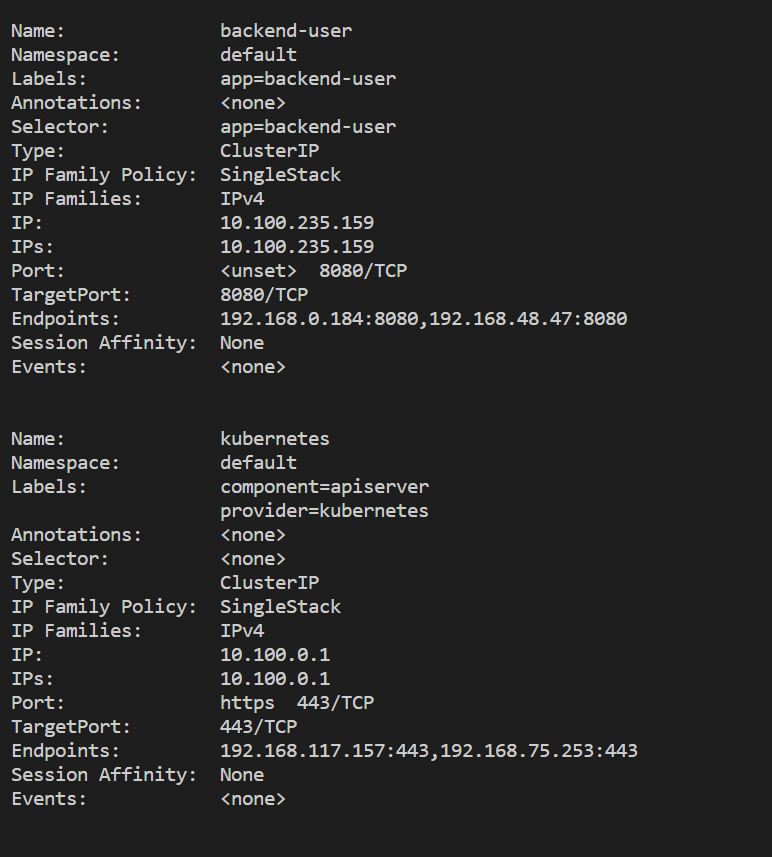 Name: backend-user
Namespace: default
Labels: app=backend-user
Annotations: <none>
Selector: app=backend-user
Type: ClusterIP
IP Family Policy: SingleStack
IP Families: IPv4
IP: 10.100.235.159
IPs: 10.100.235.159
Port: <unset> 8080/TCP
TargetPort: 8080/TCP
Endpoints: 192.168.0.184:8080,192.168.48.47:8080
Session Affinity: None
Events: <none>
Name: kubernetes
Namespace: default
Labels: component=apiserver
provider=kubernetes
Annotations: <none>
Selector: <none>
Type: ClusterIP
IP Family Policy: SingleStack
IP Families: IPv4
IP: 10.100.0.1
IPs: 10.100.0.1
Port: https 443/TCP
TargetPort: 443/TCP
Endpoints: 192.168.117.157:443,192.168.75.253:443
Session Affinity: None
Events: <none>